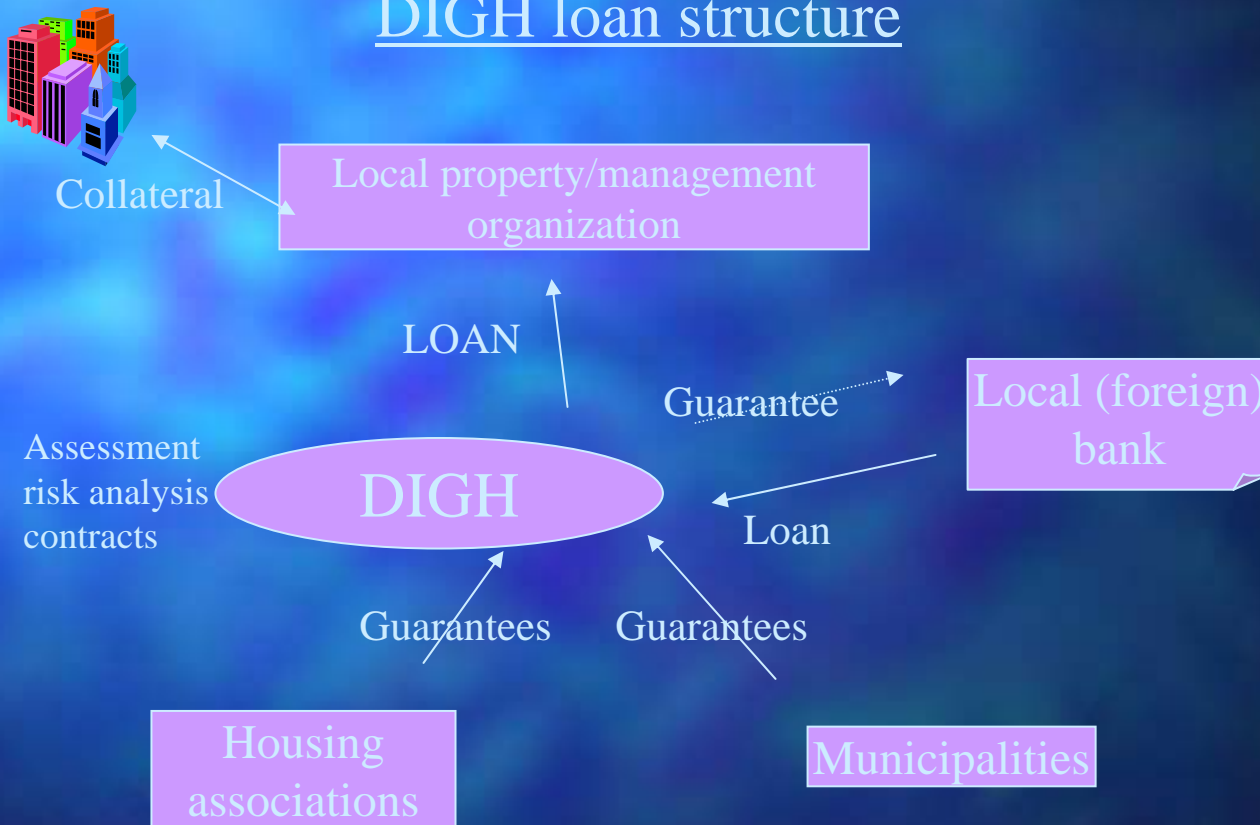 DIGH loan structure
Collateral
Local property/management
organization
LOAN
Guarantee
Local (foreign)
bank
Assessment
risk analysis
contracts
DIGH
Loan
Guarantees
Guarantees
Housing
associations
Municipalities